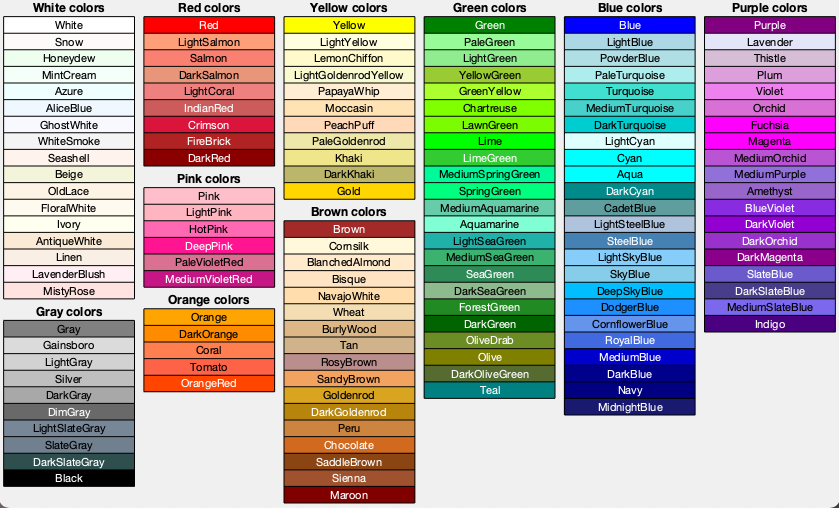 White colors
White
Snow
Honeydew
MintCream
Azure
AliceBlue
GhostWhite
WhiteSmoke
Seashell
Beige
OldLace
FloralWhite
Ivory
AntiqueWhite
Linen
LavenderBlush
MistyRose
Gray colors
Gray
Gainsboro
LightGray
Silver
DarkGray
DimGray
LightSlateGray
SlateGray
DarkSlateGray
Black
Red colors
Red
LightSalmon
Salmon
DarkSalmon
LightCoral
IndianRed
Crimson
FireBrick
DarkRed
Pink colors
Pink
LightPink
HotPink
DeepPink
PaleVioletRed
MediumVioletRed
Orange colors
Orange
DarkOrange
Coral
Tomato
OrangeRed
Yellow colors
Yellow
LightYellow
LemonChiffon
LightGoldenrodYellow
PapayaWhip
Moccasin
PeachPuff
PaleGoldenrod
Khaki
DarkKhaki
Gold
Brown colors
Brown
Cornsilk
BlanchedAlmond
Bisque
NavajoWhite
Wheat
BurlyWood
Tan
RosyBrown
SandyBrown
Goldenrod
DarkGoldenrod
Peru
Chocolate
SaddleBrown
Sienna
Maroon
Green colors
Green
PaleGreen
LightGreen
YellowGreen
GreenYellow
Chartreuse
LawnGreen
Lime
LimeGreen
MediumSpringGreen
SpringGreen
MediumAquamarine
Aquamarine
LightSeaGreen
MediumSeaGreen
SeaGreen
DarkSeaGreen
ForestGreen
DarkGreen
OliveDrab
Olive
DarkOliveGreen
Teal
Blue colors
Blue
LightBlue
PowderBlue
PaleTurquoise
Turquoise
MediumTurquoise
DarkTurquoise
LightCyan
Cyan
Aqua
DarkCyan
CadetBlue
LightSteelBlue
SteelBlue
LightSkyBlue
SkyBlue
DeepSkyBlue
DodgerBlue
CornflowerBlue
RoyalBlue
MediumBlue
DarkBlue
Navy
MidnightBlue
Purple colors
Purple
Lavender
Thistle
Plum
Violet
Orchid
Fuchsia
Magenta
MediumOrchid
MediumPurple
Amethyst
BlueViolet
DarkViolet
DarkOrchid
DarkMagenta
SlateBlue
DarkSlateBlue
MediumSlateBlue
Indigo